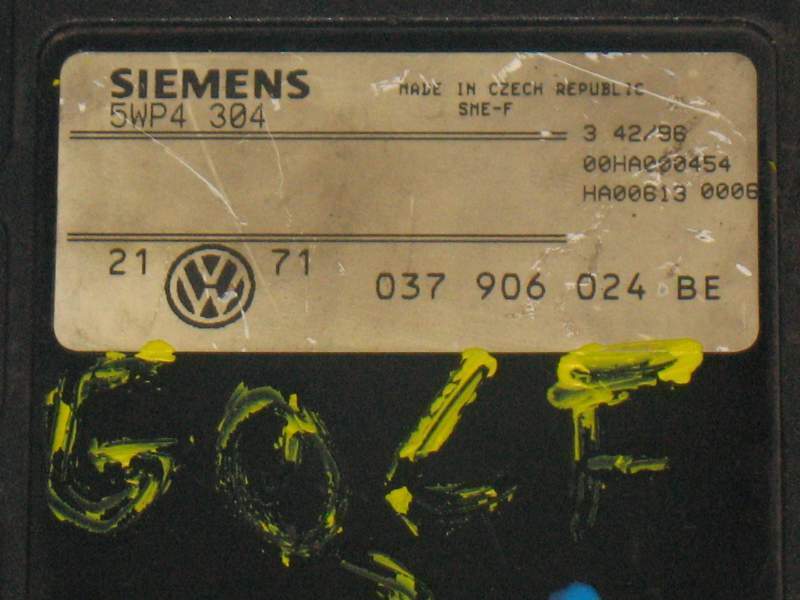 SIEMENS
5WP4 304
MADE IN CZECH REPUBLIC
SME-F
3 42/96
00HA000454
HA00613 0006
21 VW 71
037 906 024 BE
GOLF